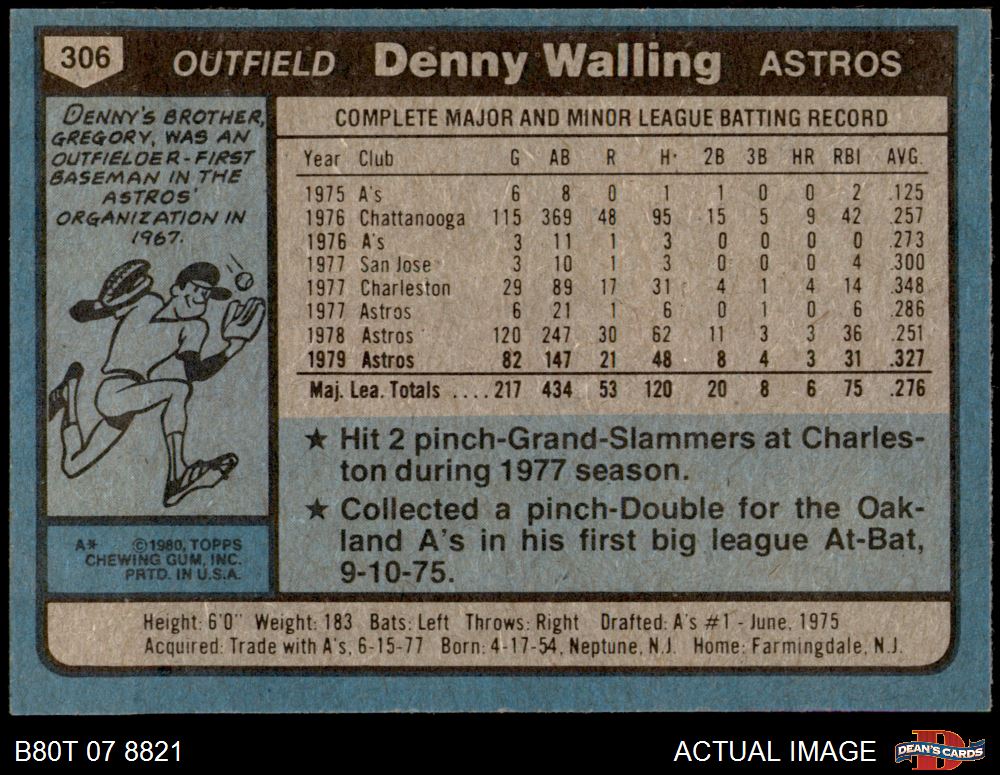 306 OUTFIELD Denny Walling ASTROS
DENNY'S BROTHER,
GREGORY, WAS AN
OUTFIELDER-FIRST
BASEMAN IN THE
ASTROS'
ORGANIZATION IN
1967.
COMPLETE MAJOR AND MINOR LEAGUE BATTING RECORD
Year Club G AB R H 2B 3B HR RBI AVG.
1975 A's 6 8 0 1 1 0 0 2 .125
1976 Chattanooga 115 369 48 95 15 5 9 42 .257
1976 A's 3 11 1 3 0 0 0 0 .273
1977 San Jose 3 10 1 3 0 0 0 4 .300
1977 Charleston 29 89 17 31 4 1 4 14 .348
1977 Astros 6 21 1 6 0 1 0 6 .286
1978 Astros 120 247 30 62 11 3 3 36 .251
1979 Astros 82 147 21 48 8 4 3 31 .327
Maj. Lea. Totals ....217 434 53 120 20 8 6 75 .276
★ Hit 2 pinch-Grand-Slammers at Charles-
ton during 1977 season.
★ Collected a pinch-Double for the Oak-
land A's in his first big league At-Bat,
9-10-75.
A* ©1980, TOPPS
CHEWING GUM, INC.
PRTD. IN U.S.A.
Height: 6'0" Weight: 183 Bats: Left Throws: Right Drafted: A's #1 - June, 1975
Acquired: Trade with A's, 6-15-77 Born: 4-17-54, Neptune, N.J. Home: Farmingdale, N.J.
B80T 07 8821 ACTUAL IMAGE DEAN'S CARDS